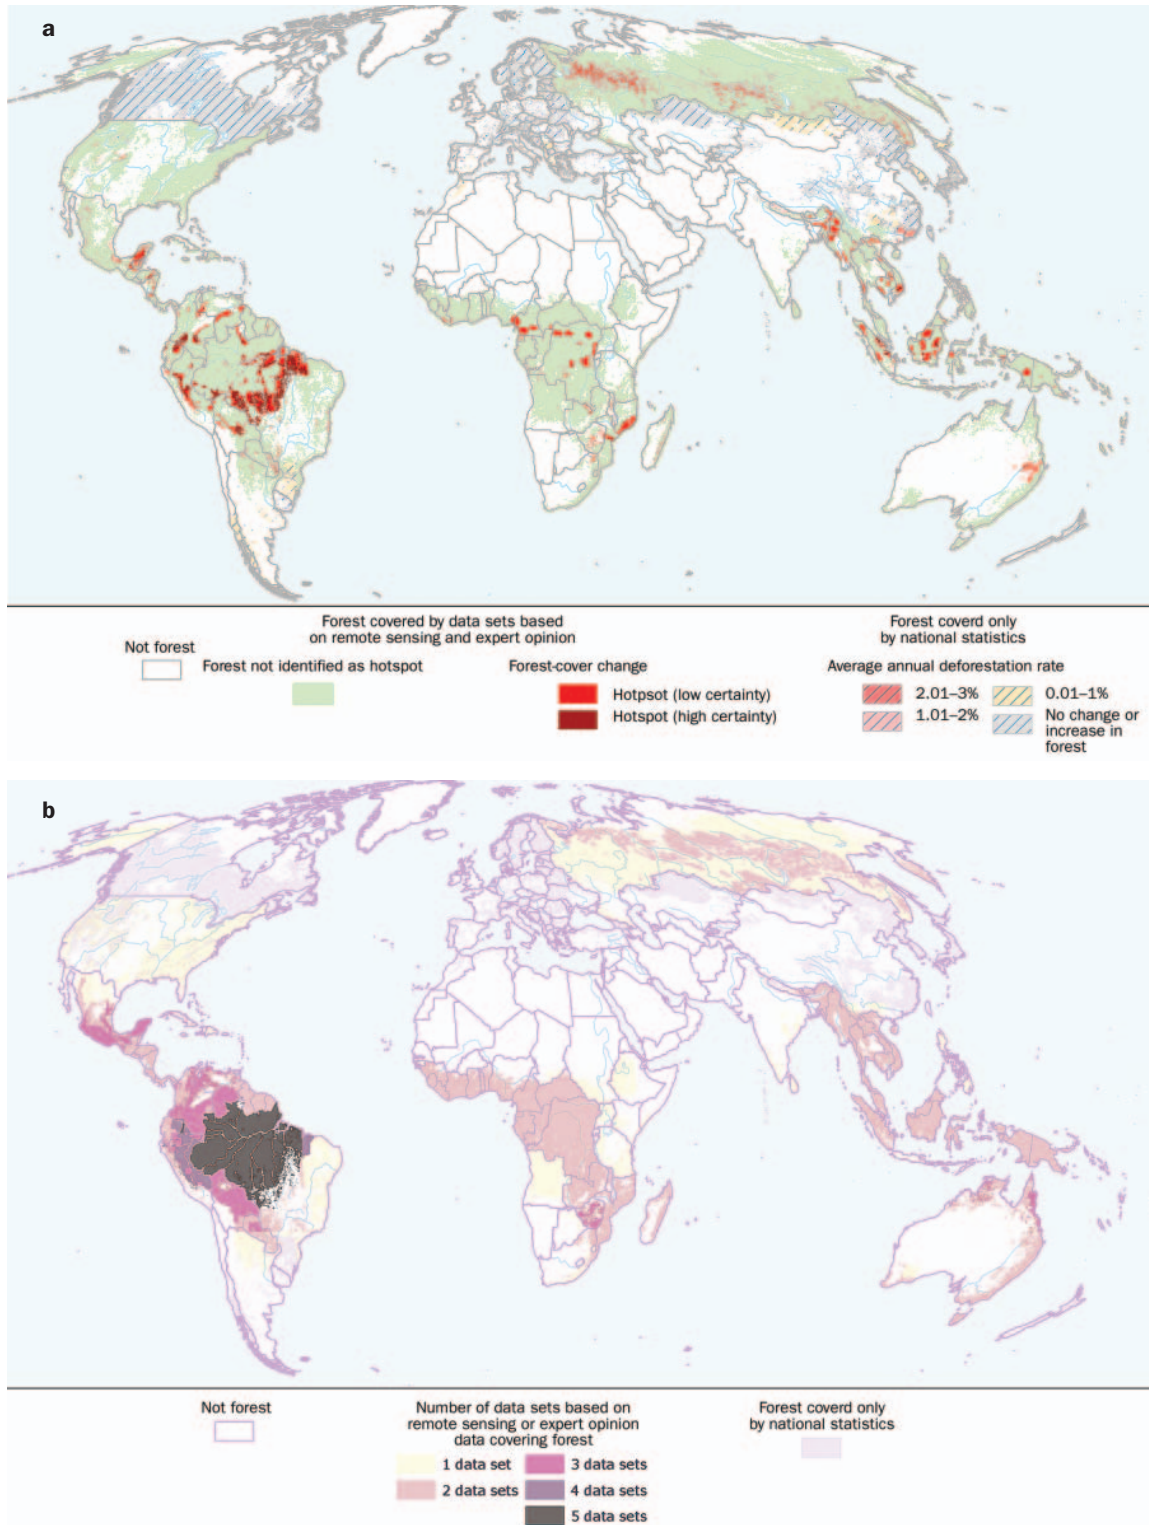 a
Forest covered by data sets based
on remote sensing and expert opinion
Forest coverd only
by national statistics
Not forest
Forest not identified as hotspot
Forest-cover change
Average annual deforestation rate
Hotpsot (low certainty)
Hotspot (high certainty)
2.01–3%
0.01–1%
1.01–2%
No change or
increase in
forest
b
Not forest
Number of data sets based on
remote sensing or expert opinion
data covering forest
Forest coverd only
by national statistics
1 data set
3 data sets
2 data sets
4 data sets
5 data sets